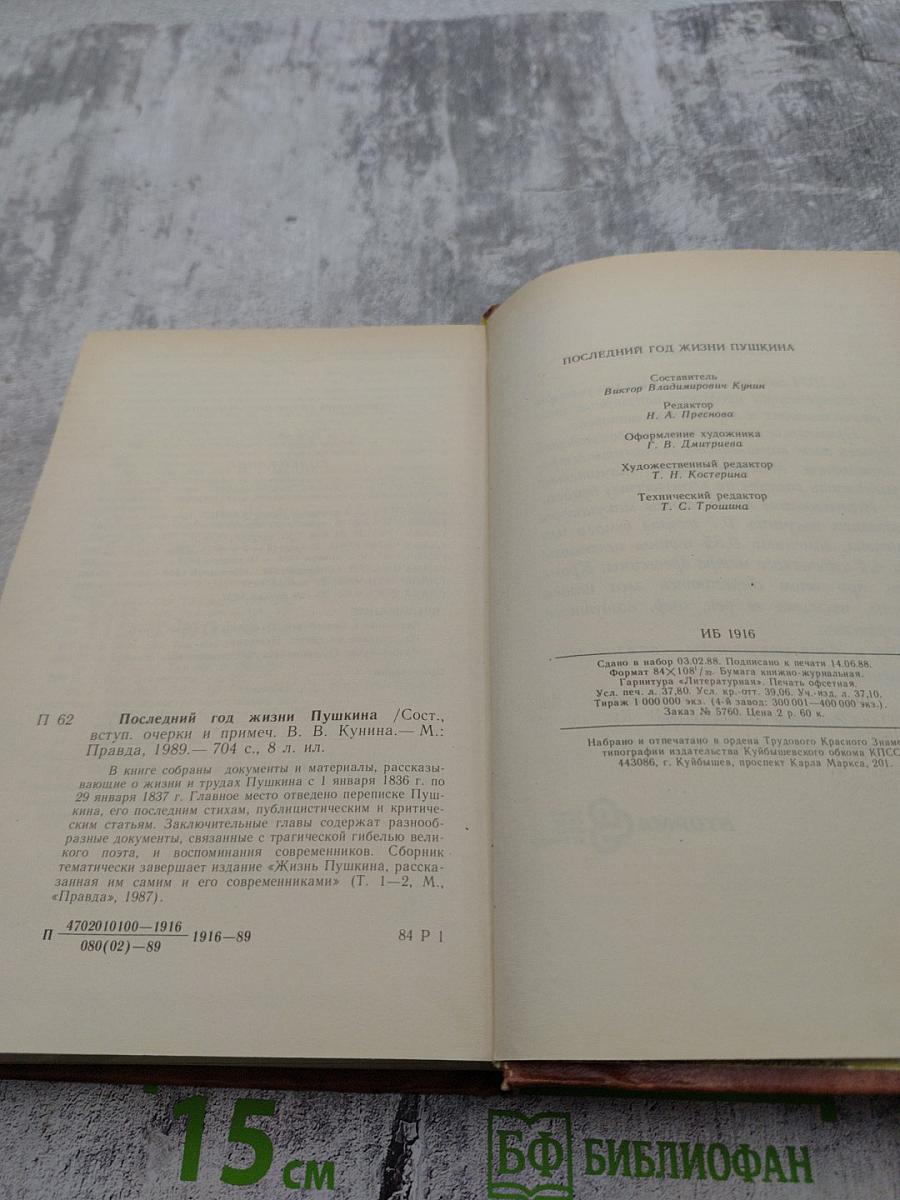 П 62 Последний год жизни Пушкина /Сост.,
вступ. очерки и примеч. В. В. Кунина.— М.:
Правда, 1989.— 704 с., 8 л. ил.
В книге собраны документы и материалы, рассказы-
вающие о жизни и трудах Пушкина с 1 января 1836 г. по
29 января 1837 г. Главное место отведено переписке Пуш-
кина, его последним стихам, публицистическим и критиче-
ским статьям. Заключительные главы содержат разнооб-
разные документы, связанные с трагической гибелью вели-
кого поэта, и воспоминания современников. Сборник
тематически завершает издание «Жизнь Пушкина, расска-
занная им самим и его современниками» (Т. 1—2, М.,
«Правда», 1987).
П 4702010100—1916
080(02)—89
1916—89
84 Р 1
ПОСЛЕДНИЙ ГОД ЖИЗНИ ПУШКИНА
Составитель
Виктор Владимирович Кунин
Редактор
Н. А. Преснова
Оформление художника
Г. В. Дмитриева
Художественный редактор
Т. Н. Костерина
Технический редактор
Т. С. Трошина
ИБ 1916
Сдано в набор 03.02.88. Подписано к печати 14.06.88.
Формат 84×108¹/₃₂. Бумага книжно-журнальная.
Гарнитура «Литературная». Печать офсетная.
Усл. печ. л. 37,80. Усл. кр.-отт. 39,06. Уч.-изд. л. 37,10.
Тираж 1 000 000 экз. (4-й завод: 300 001—400 000 экз.).
Заказ № 5760. Цена 2 р. 60 к.
Набрано и отпечатано в ордена Трудового Красного Знаме
типографии издательства Куйбышевского обкома КПСС
443086, г. Куйбышев, проспект Карла Маркса, 201.
15 см
БФ БИБЛИОФАН